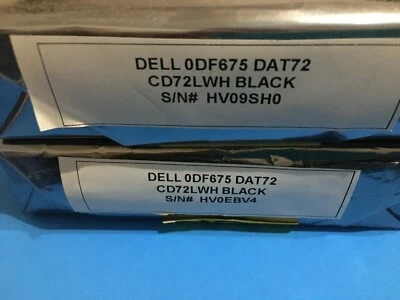 DELL 0DF675 DAT72
CD72LWH BLACK
S/N# HV09SH0
DELL 0DF675 DAT72
CD72LWH BLACK
S/N# HV0EBV4